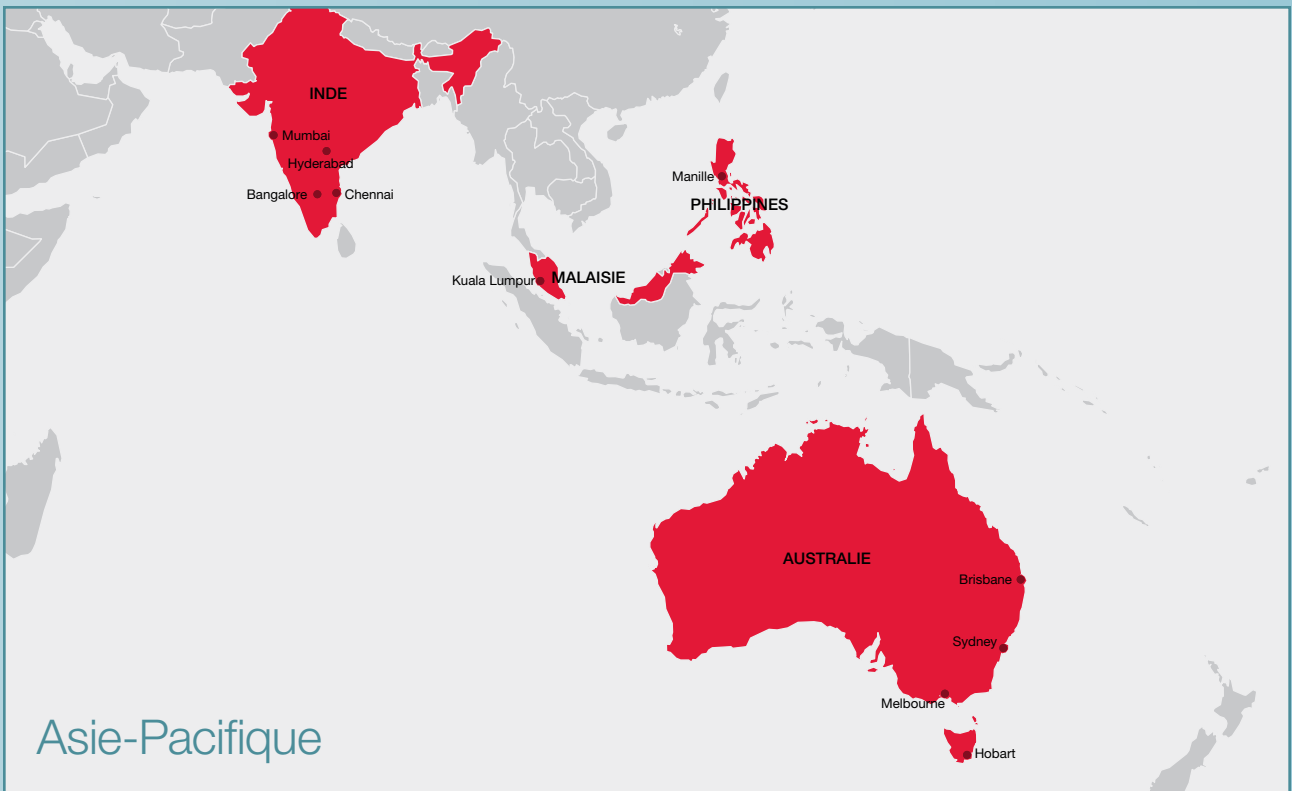 INDE
Mumbai
Hyderabad
Bangalore
Chennai
Manille
PHILIPPINES
Kuala Lumpur
MALAISIE
AUSTRALIE
Brisbane
Sydney
Melbourne
Hobart
Asie-Pacifique